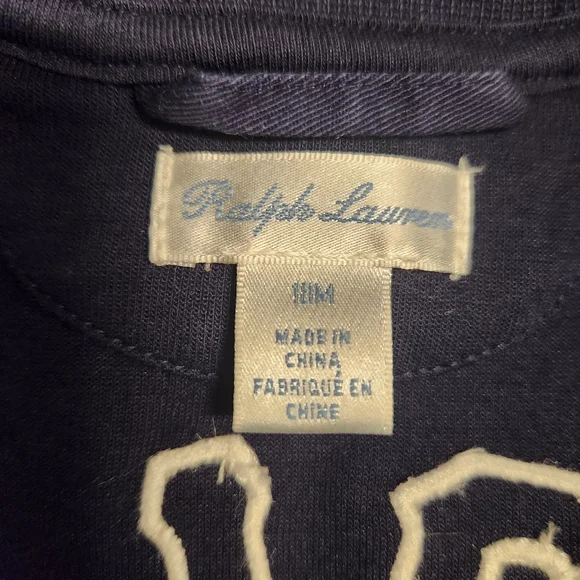 Ralph Lauren
18M
MADE IN
CHINA
FABRIQUÉ EN
CHINE